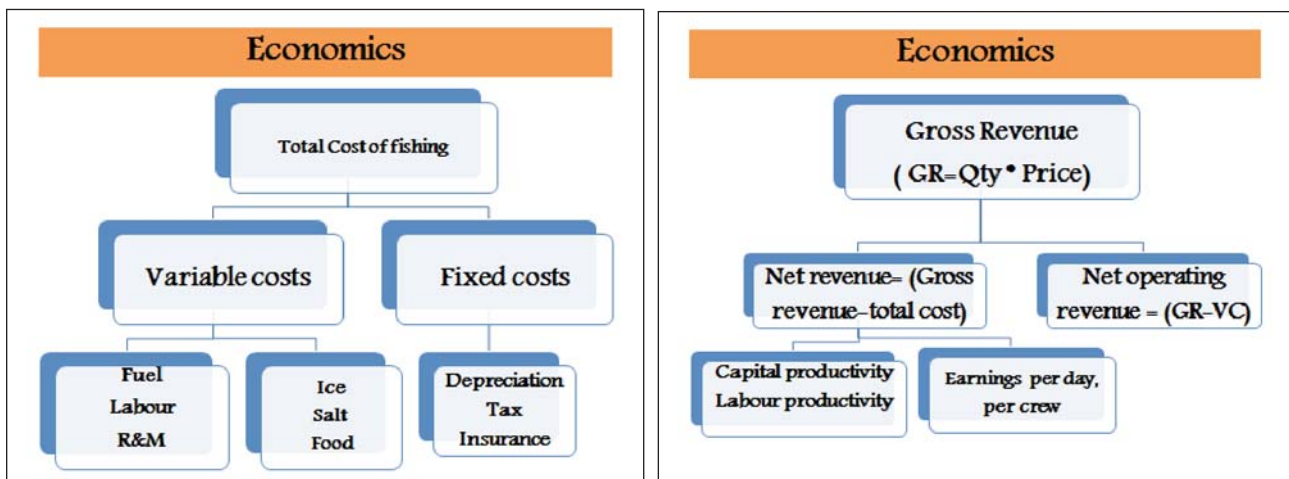 Economics
Total Cost of fishing
Variable costs
Fixed costs
Fuel
Labour
R&M
Ice
Salt
Food
Depreciation
Tax
Insurance
Economics
Gross Revenue
( GR=Qty * Price)
Net revenue= (Gross
revenue-total cost)
Net operating
revenue = (GR-VC)
Capital productivity
Labour productivity
Earnings per day,
per crew